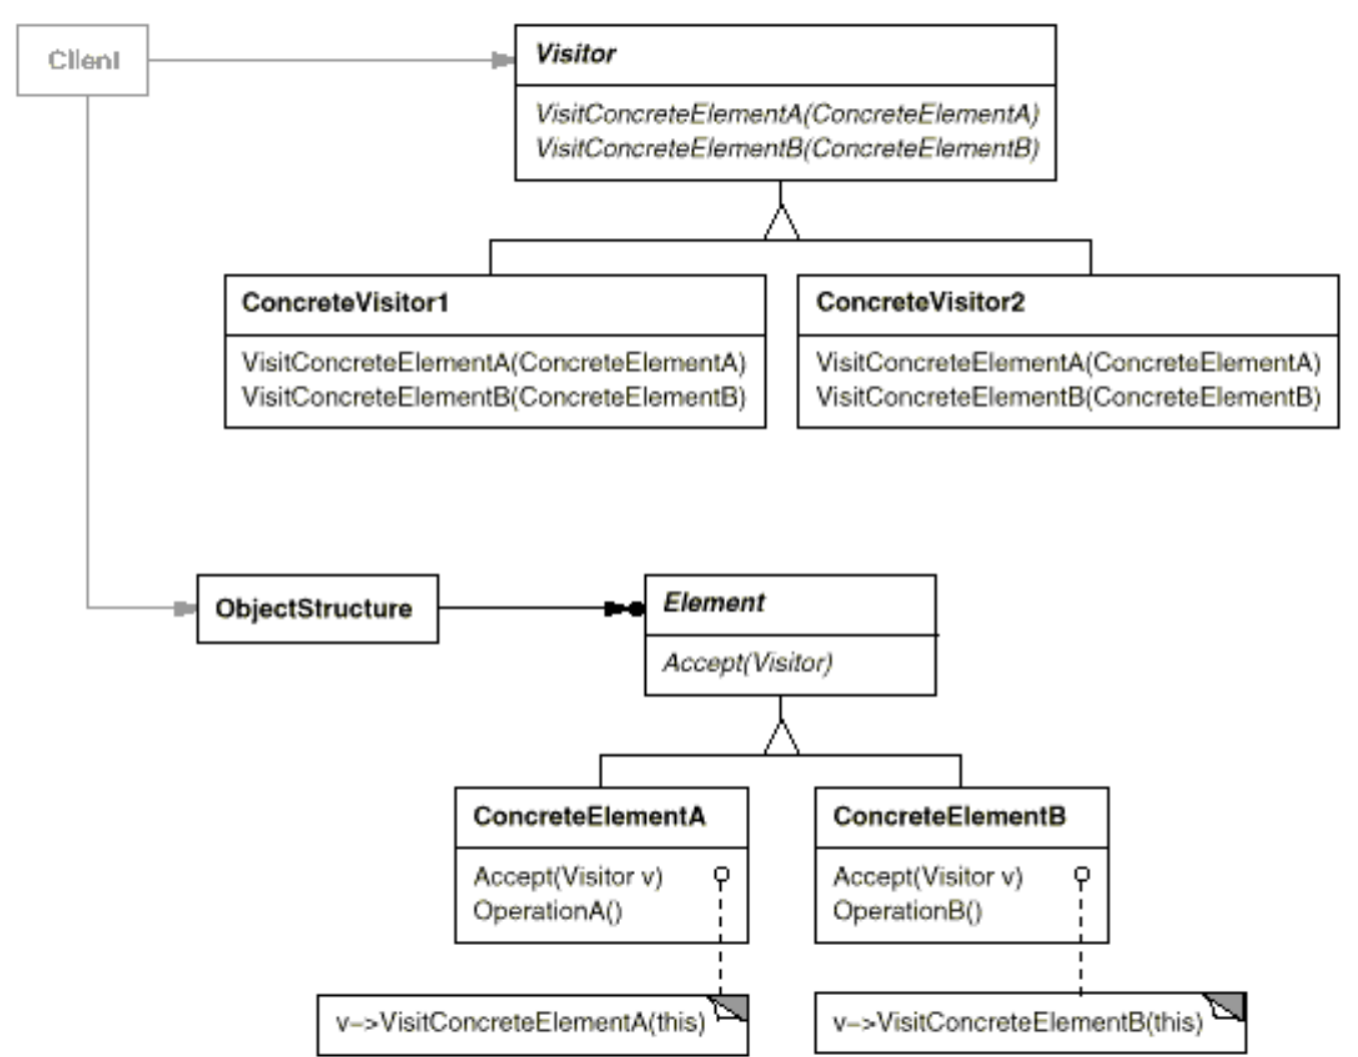 Client
Visitor
VisitConcreteElementA(ConcreteElementA)
VisitConcreteElementB(ConcreteElementB)
ConcreteVisitor1
VisitConcreteElementA(ConcreteElementA)
VisitConcreteElementB(ConcreteElementB)
ConcreteVisitor2
VisitConcreteElementA(ConcreteElementA)
VisitConcreteElementB(ConcreteElementB)
ObjectStructure
Element
Accept(Visitor)
ConcreteElementA
Accept(Visitor v)
OperationA()
ConcreteElementB
Accept(Visitor v)
OperationB()
v–>VisitConcreteElementA(this)
v–>VisitConcreteElementB(this)